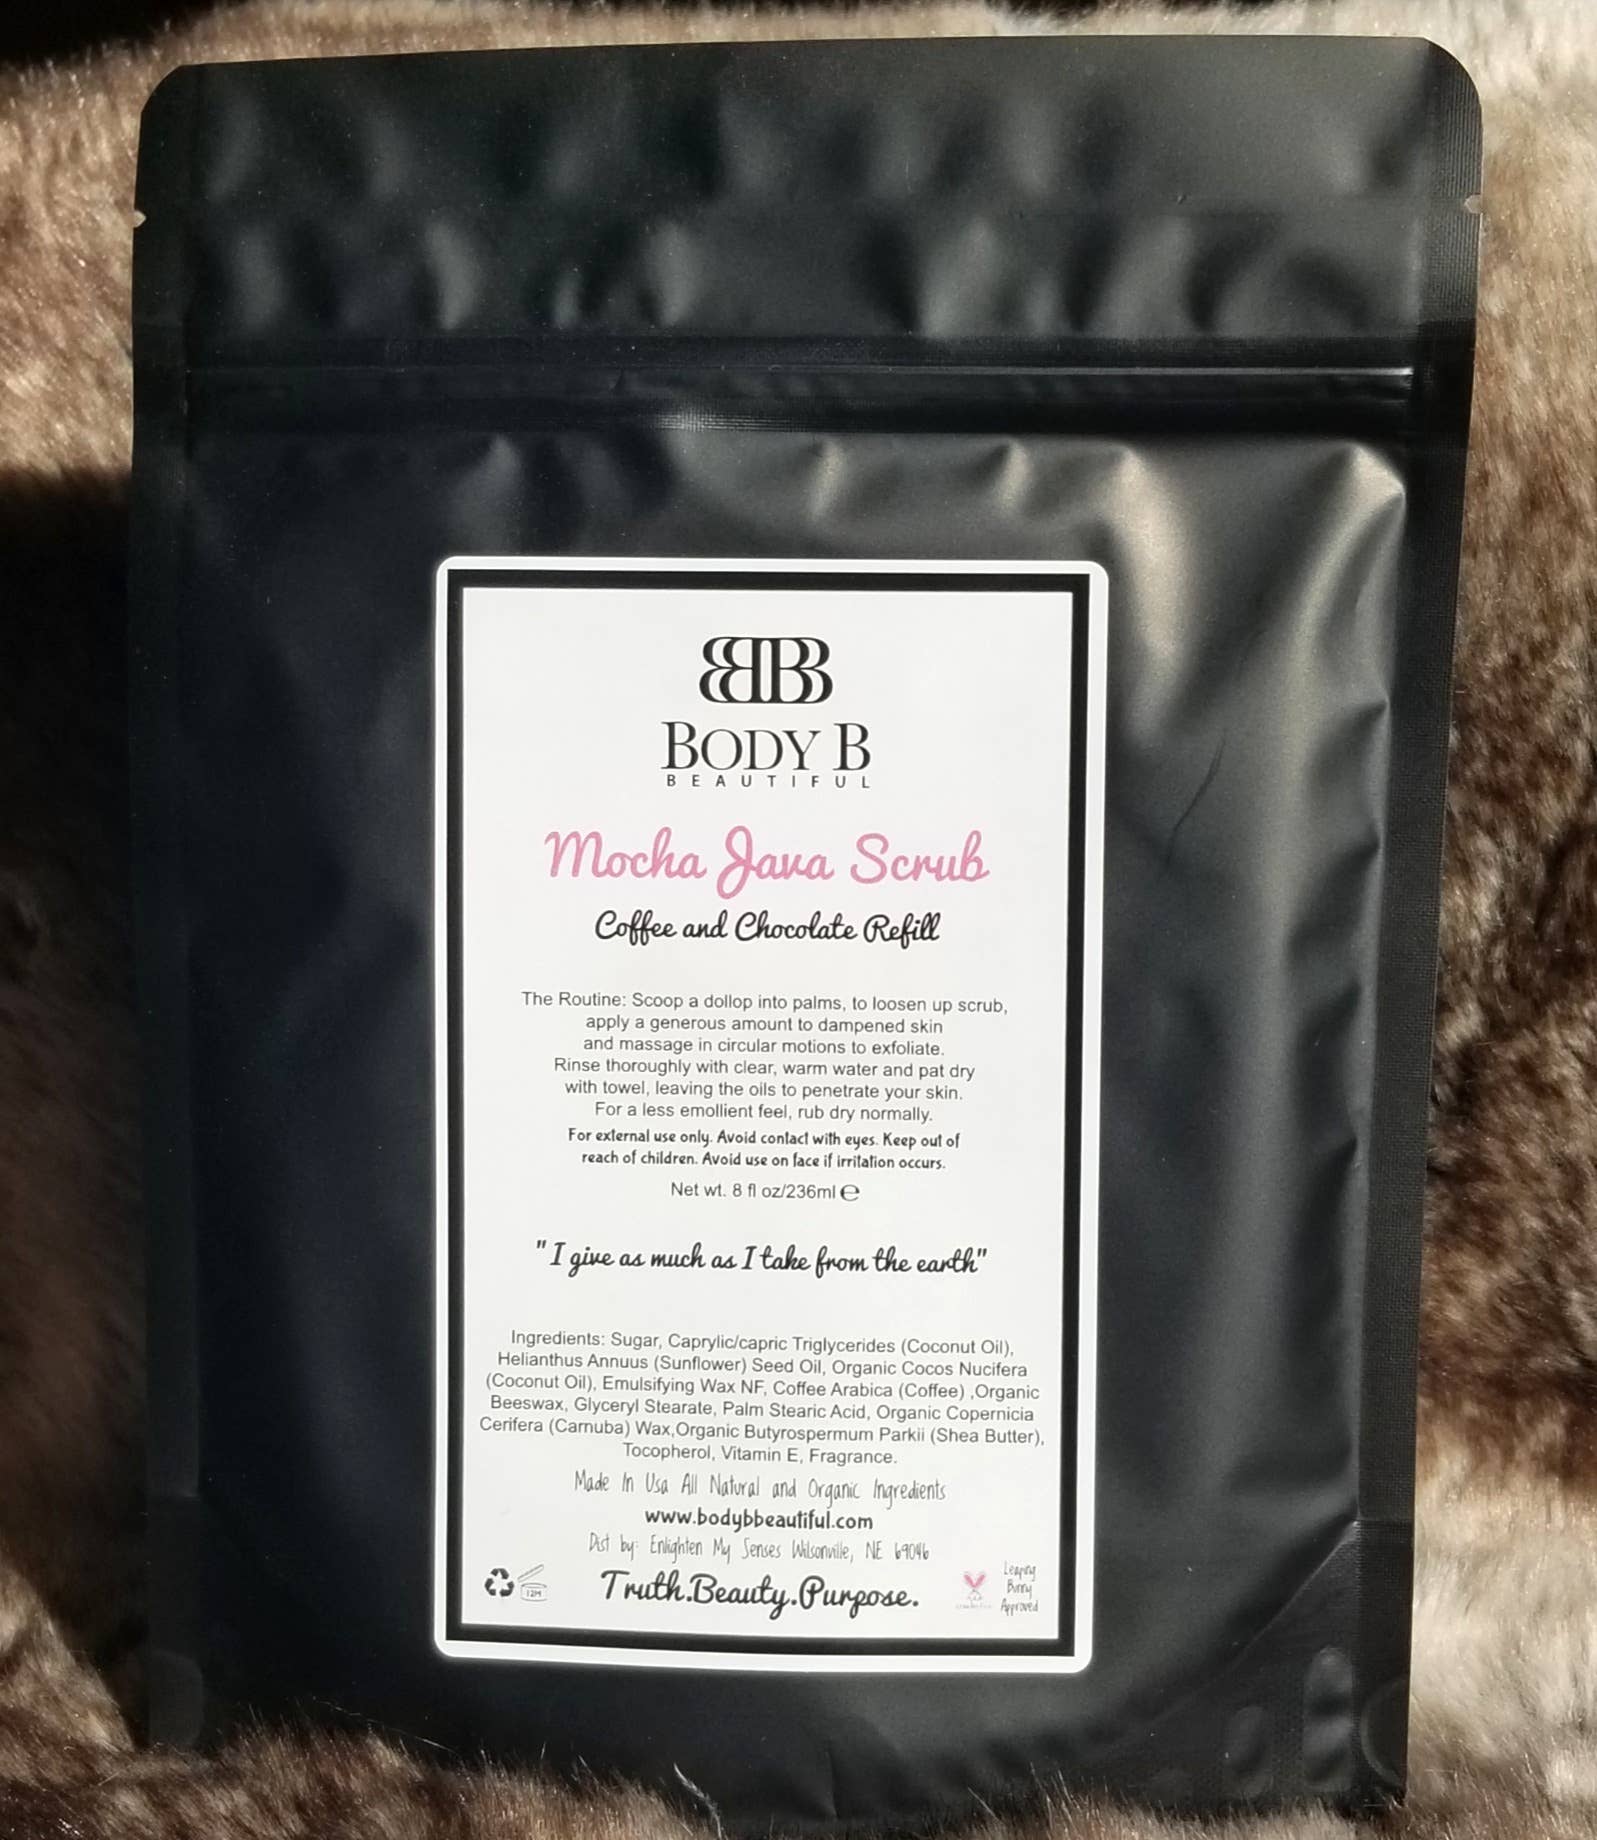 BBB
BODY B
BEAUTIFUL
Mocha Java Scrub
Coffee and Chocolate Refill
The Routine: Scoop a dollop into palms, to loosen up scrub,
apply a generous amount to dampened skin
and massage in circular motions to exfoliate.
Rinse thoroughly with clear, warm water and pat dry
with towel, leaving the oils to penetrate your skin.
For a less emollient feel, rub dry normally.
For external use only. Avoid contact with eyes. Keep out of
reach of children. Avoid use on face if irritation occurs.
Net wt. 8 fl oz/236ml ℮
"I give as much as I take from the earth"
Ingredients: Sugar, Caprylic/capric Triglycerides (Coconut Oil),
Helianthus Annuus (Sunflower) Seed Oil, Organic Cocos Nucifera
(Coconut Oil), Emulsifying Wax NF, Coffee Arabica (Coffee) ,Organic
Beeswax, Glyceryl Stearate, Palm Stearic Acid, Organic Copernicia
Cerifera (Carnuba) Wax,Organic Butyrospermum Parkii (Shea Butter),
Tocopherol, Vitamin E, Fragrance.
Made In Usa All Natural and Organic Ingredients
www.bodybbeautiful.com
Dist by: Enlighten My Senses Wilsonville, NE 69046
12M
Truth.Beauty.Purpose.
Leaping
Bunny
Approved